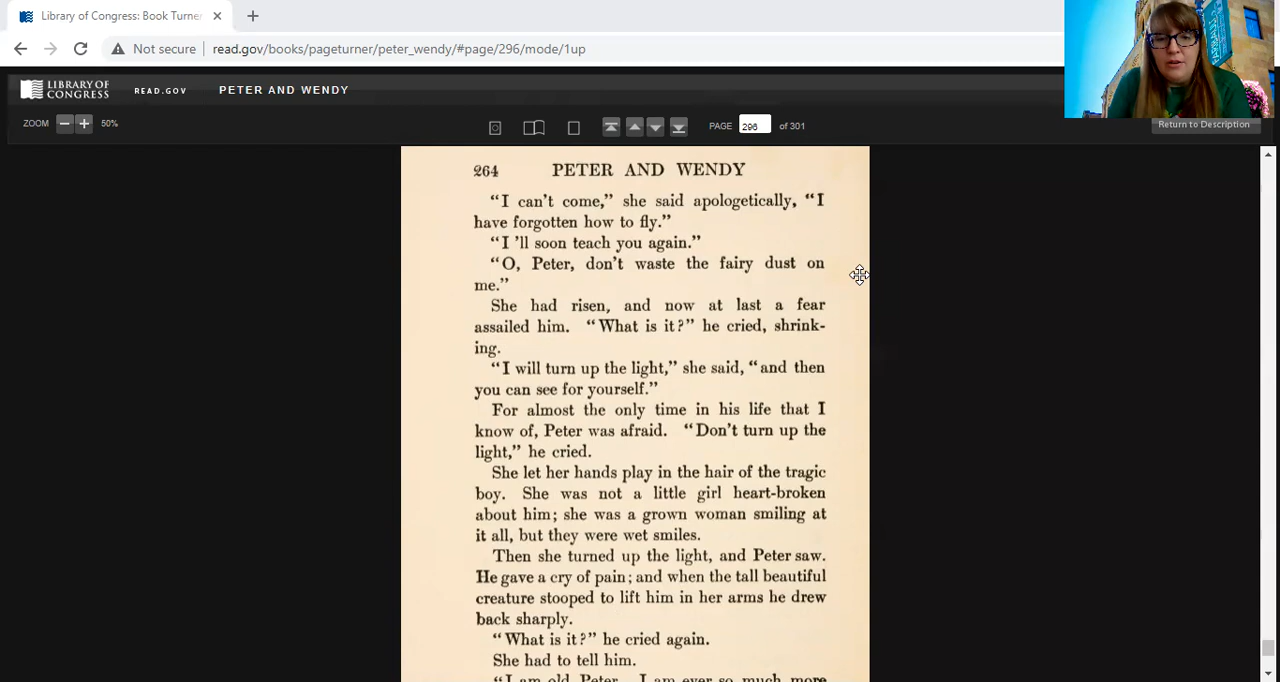 Library of Congress: Book Turner
Not secure read.gov/books/pageturner/peter_wendy/#page/296/mode/1up
LIBRARY OF CONGRESS READ.GOV PETER AND WENDY
ZOOM 50% PAGE 296 of 301
Return to Description
264 PETER AND WENDY
“I can't come,” she said apologetically, “I
have forgotten how to fly.”
“I 'll soon teach you again.”
“O, Peter, don't waste the fairy dust on
me.”
She had risen, and now at last a fear
assailed him. “What is it?” he cried, shrink-
ing.
“I will turn up the light,” she said, “and then
you can see for yourself.”
For almost the only time in his life that I
know of, Peter was afraid. “Don't turn up the
light,” he cried.
She let her hands play in the hair of the tragic
boy. She was not a little girl heart-broken
about him; she was a grown woman smiling at
it all, but they were wet smiles.
Then she turned up the light, and Peter saw.
He gave a cry of pain; and when the tall beautiful
creature stooped to lift him in her arms he drew
back sharply.
“What is it?” he cried again.
She had to tell him.
“I am old, Peter. I am ever so much more